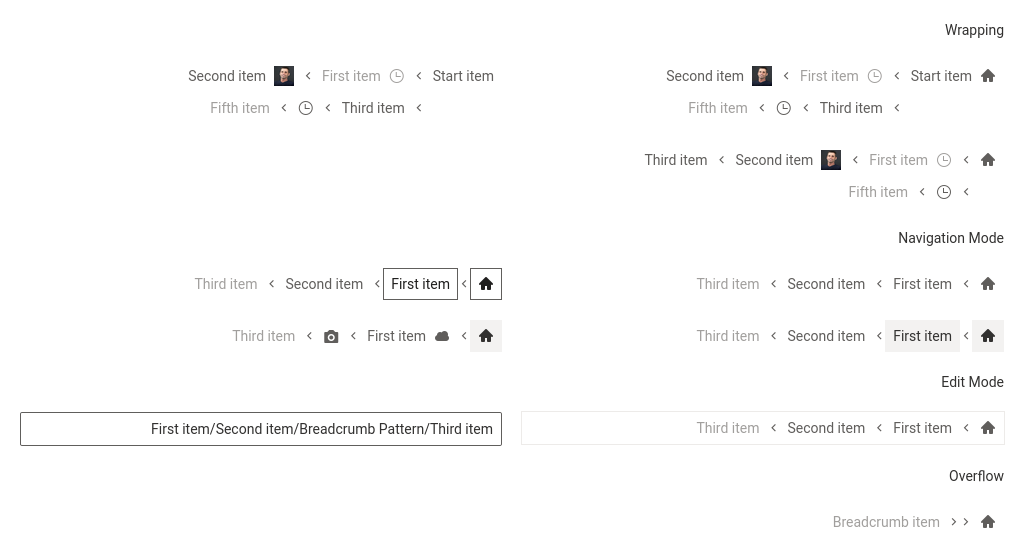 Wrapping
Start item First item Second item
Third item Fifth item
Start item First item Second item
Third item Fifth item
First item Second item Third item
Fifth item
Navigation Mode
First item Second item Third item
First item Second item Third item
First item Second item Third item
First item Third item
Edit Mode
First item Second item Third item
First item/Second item/Breadcrumb Pattern/Third item
Overflow
Breadcrumb item